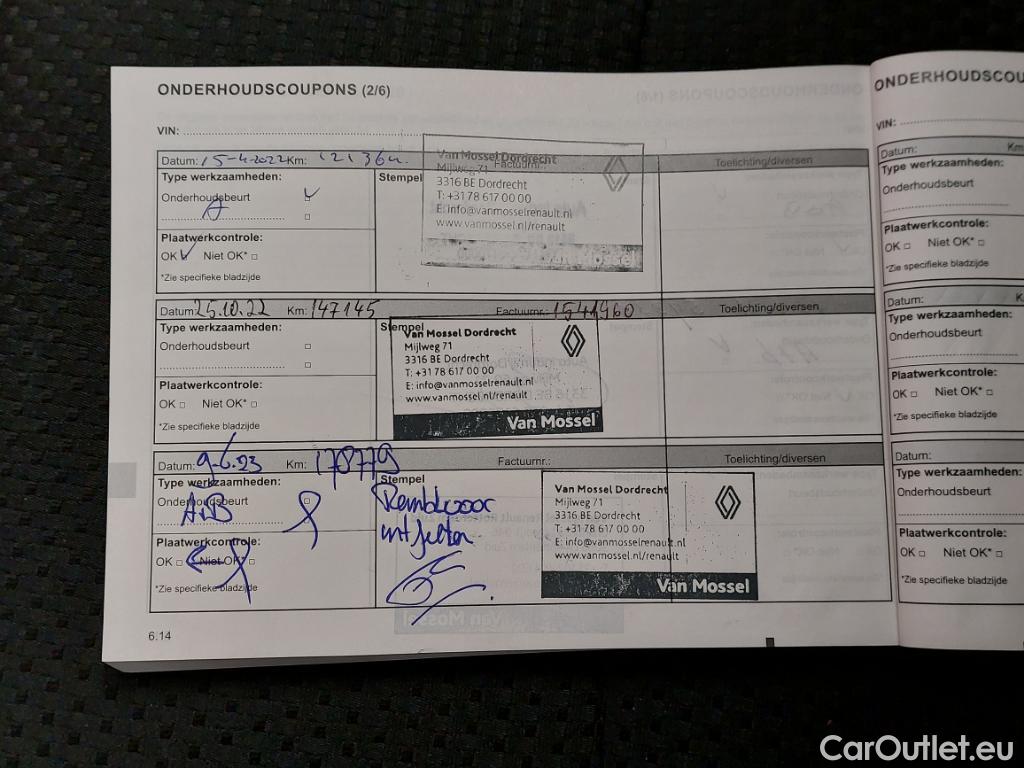 ONDERHOUDSCOUPONS (2/6)
VIN:
Datum: 15-4-2022 Km: Factuurnr.: Toelichting/diversen
Type werkzaamheden: Stempel
Onderhoudsbeurt
A
Plaatwerkcontrole:
OK Niet OK*
*Zie specifieke bladzijde
Van Mossel Dordrecht
Mijlweg 71
3316 BE Dordrecht
T: +31 78 617 00 00
E: info@vanmosselrenault.nl
www.vanmossel.nl/renault
Van Mossel
Datum: 25.10.22 Km: 147145 Factuurnr.: 1541460 Toelichting/diversen
Type werkzaamheden: Stempel
Onderhoudsbeurt
Plaatwerkcontrole:
OK Niet OK*
*Zie specifieke bladzijde
Van Mossel Dordrecht
Mijlweg 71
3316 BE Dordrecht
T: +31 78 617 00 00
E: info@vanmosselrenault.nl
www.vanmossel.nl/renault
Van Mossel
Datum: 9-6.23 Km: 178779 Factuurnr.: Toelichting/diversen
Type werkzaamheden: Stempel
Onderhoudsbeurt
A+B
Plaatwerkcontrole:
OK Niet OK*
*Zie specifieke bladzijde
Van Mossel Dordrecht
Mijlweg 71
3316 BE Dordrecht
T: +31 78 617 00 00
E: info@vanmosselrenault.nl
www.vanmossel.nl/renault
Van Mossel
6.14
ONDERHOUDSCOU
VIN:
Datum: Km
Type werkzaamheden:
Onderhoudsbeurt
Plaatwerkcontrole:
OK Niet OK*
*Zie specifieke bladzijde
Datum: K
Type werkzaamheden:
Onderhoudsbeurt
Plaatwerkcontrole:
OK Niet OK*
*Zie specifieke bladzijde
Datum:
Type werkzaamheden:
Onderhoudsbeurt
Plaatwerkcontrole:
OK Niet OK*
*Zie specifieke bladzijde
CarOutlet.eu